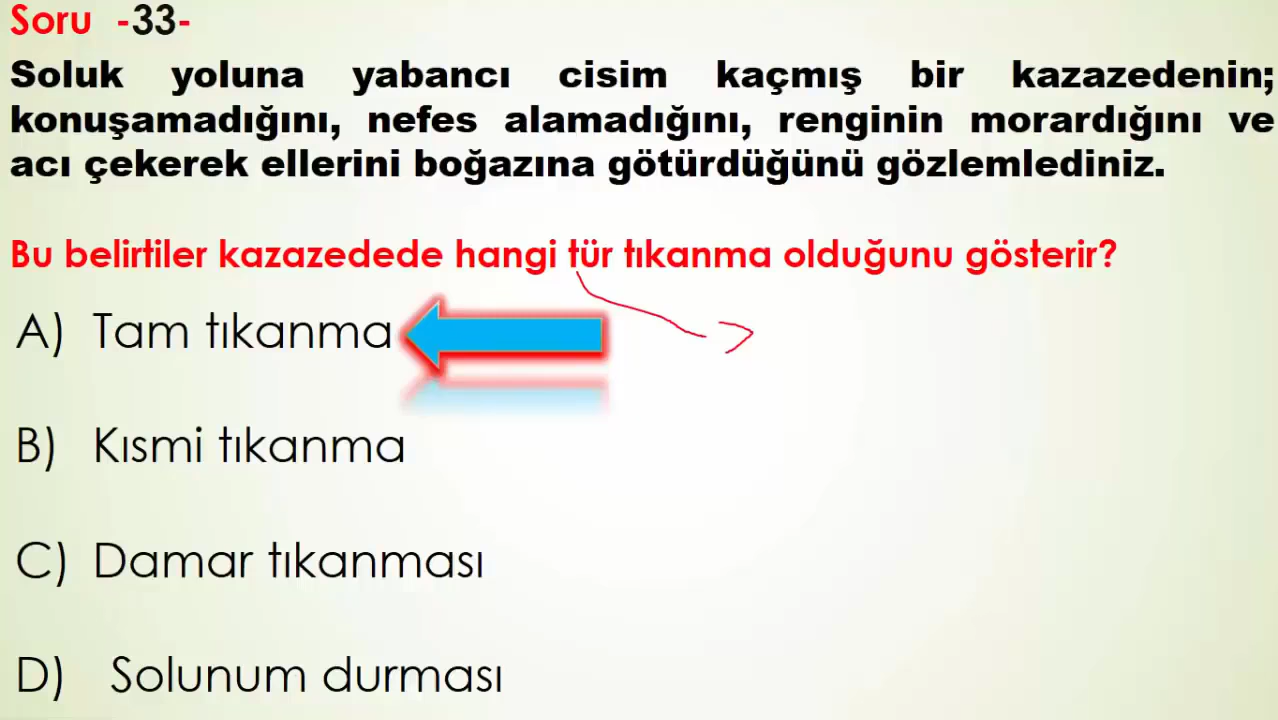 Soru -33-
Soluk yoluna yabancı cisim kaçmış bir kazazedenin;
konuşamadığını, nefes alamadığını, renginin morardığını ve
acı çekerek ellerini boğazına götürdüğünü gözlemlediniz.
Bu belirtiler kazazedede hangi tür tıkanma olduğunu gösterir?
A) Tam tıkanma
B) Kısmi tıkanma
C) Damar tıkanması
D) Solunum durması